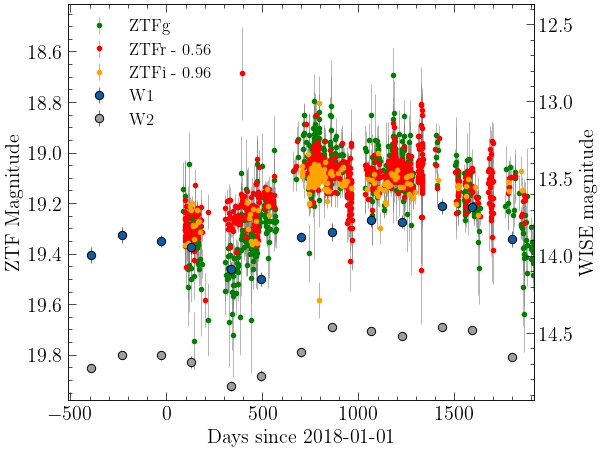 ZTFg
ZTFr - 0.56
ZTFi - 0.96
W1
W2
18.6
18.8
19.0
19.2
19.4
19.6
19.8
ZTF Magnitude
12.5
13.0
13.5
14.0
14.5
WISE magnitude
−500 0 500 1000 1500
Days since 2018-01-01